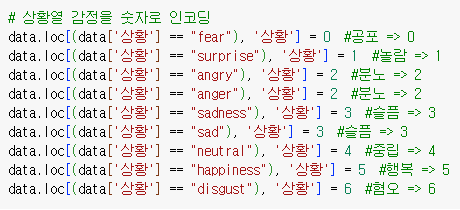 # 상황열 감정을 숫자로 인코딩
data.loc[(data['상황'] == "fear"), '상황'] = 0  #공포 => 0
data.loc[(data['상황'] == "surprise"), '상황'] = 1  #놀람 => 1
data.loc[(data['상황'] == "angry"), '상황'] = 2  #분노 => 2
data.loc[(data['상황'] == "anger"), '상황'] = 2  #분노 => 2
data.loc[(data['상황'] == "sadness"), '상황'] = 3  #슬픔 => 3
data.loc[(data['상황'] == "sad"), '상황'] = 3  #슬픔 => 3
data.loc[(data['상황'] == "neutral"), '상황'] = 4  #중립 => 4
data.loc[(data['상황'] == "happiness"), '상황'] = 5  #행복 => 5
data.loc[(data['상황'] == "disgust"), '상황'] = 6  #혐오 => 6